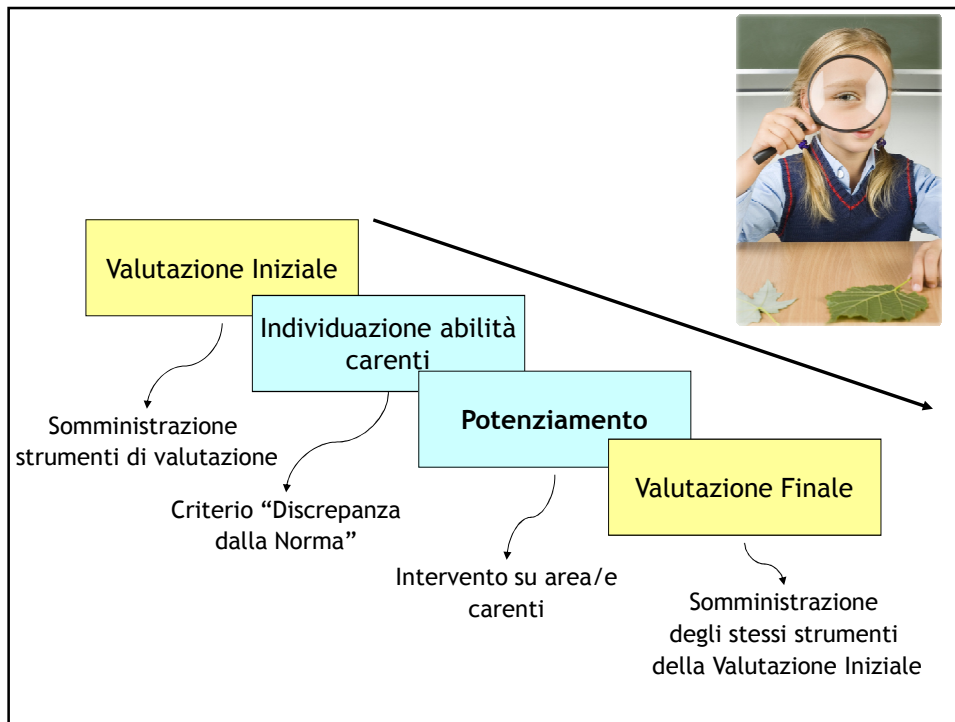 Valutazione Iniziale
Individuazione abilità
carenti
Potenziamento
Valutazione Finale
Somministrazione
strumenti di valutazione
Criterio “Discrepanza
dalla Norma”
Intervento su area/e
carenti
Somministrazione
degli stessi strumenti
della Valutazione Iniziale